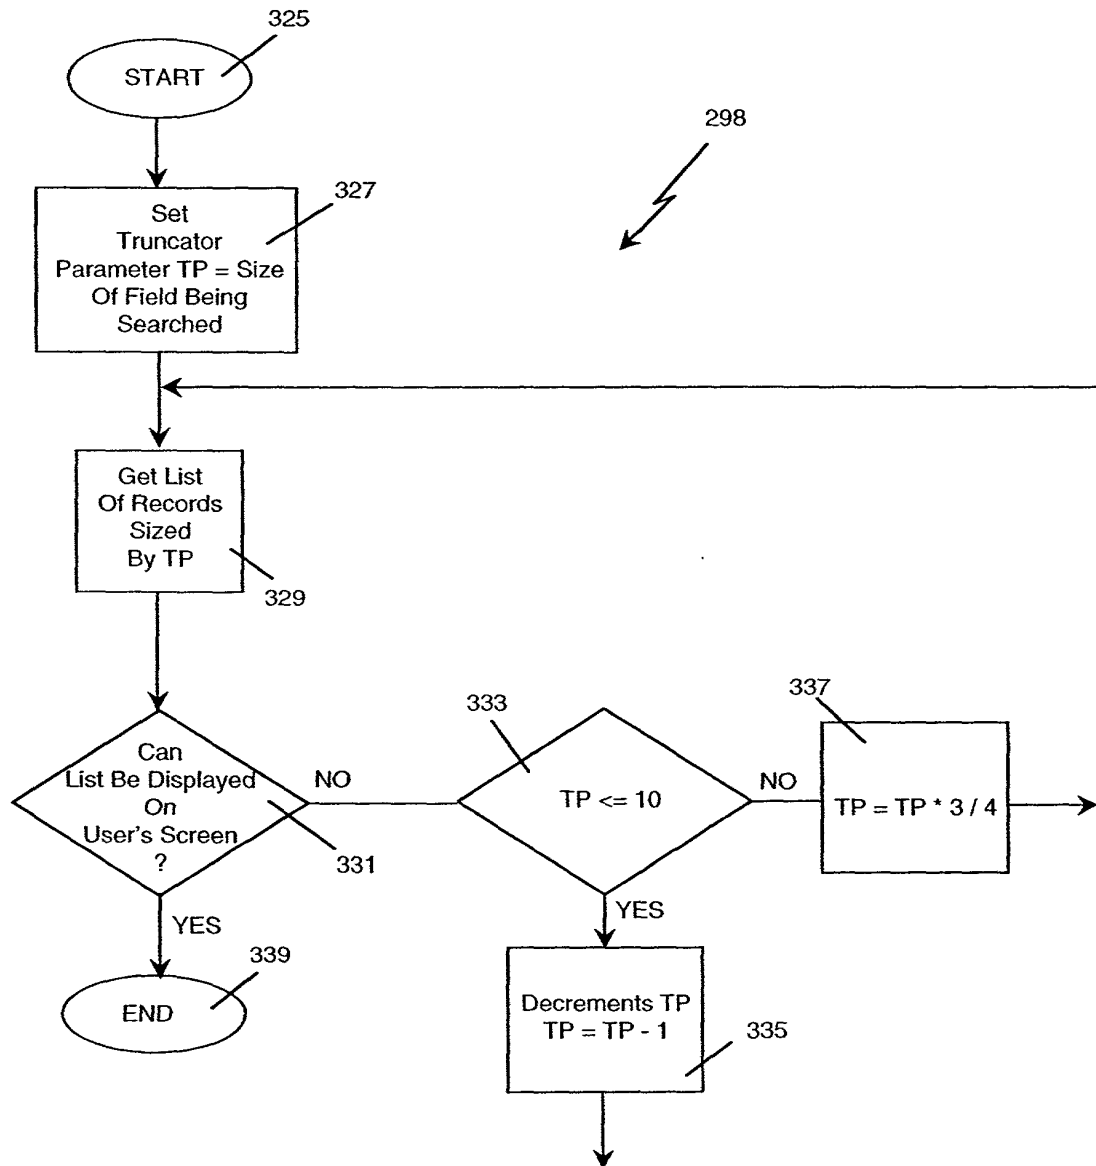 325
START
298
327
Set
Truncator
Parameter TP = Size
Of Field Being
Searched
Get List
Of Records
Sized
By TP
329
Can
List Be Displayed
On
User's Screen
?
331
NO
333
TP <= 10
NO
337
TP = TP * 3 / 4
YES
339
END
YES
Decrements TP
TP = TP - 1
335